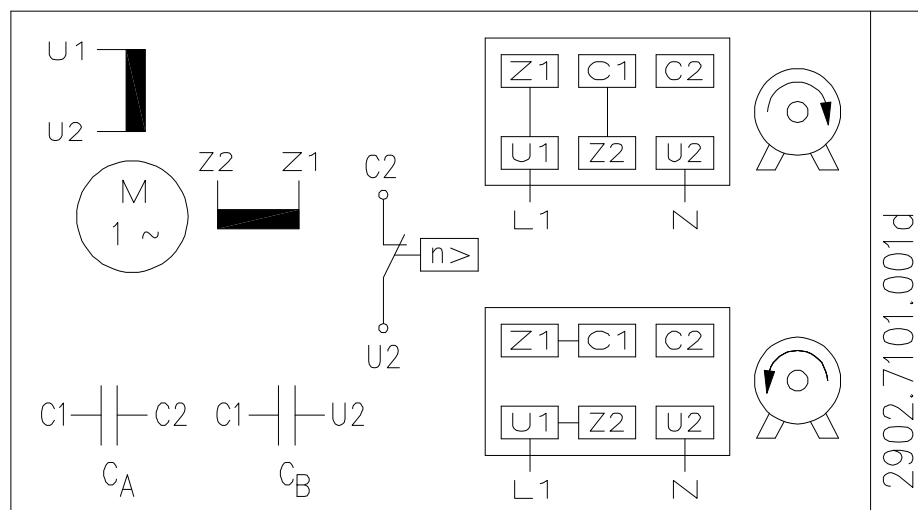 U1
U2
M
1 ~
Z2 Z1
C2
n>
U2
C1 C2
CA
C1 U2
CB
Z1 C1 C2
U1 Z2 U2
L1 N
Z1 C1 C2
U1 Z2 U2
L1 N
2902.7101.001d